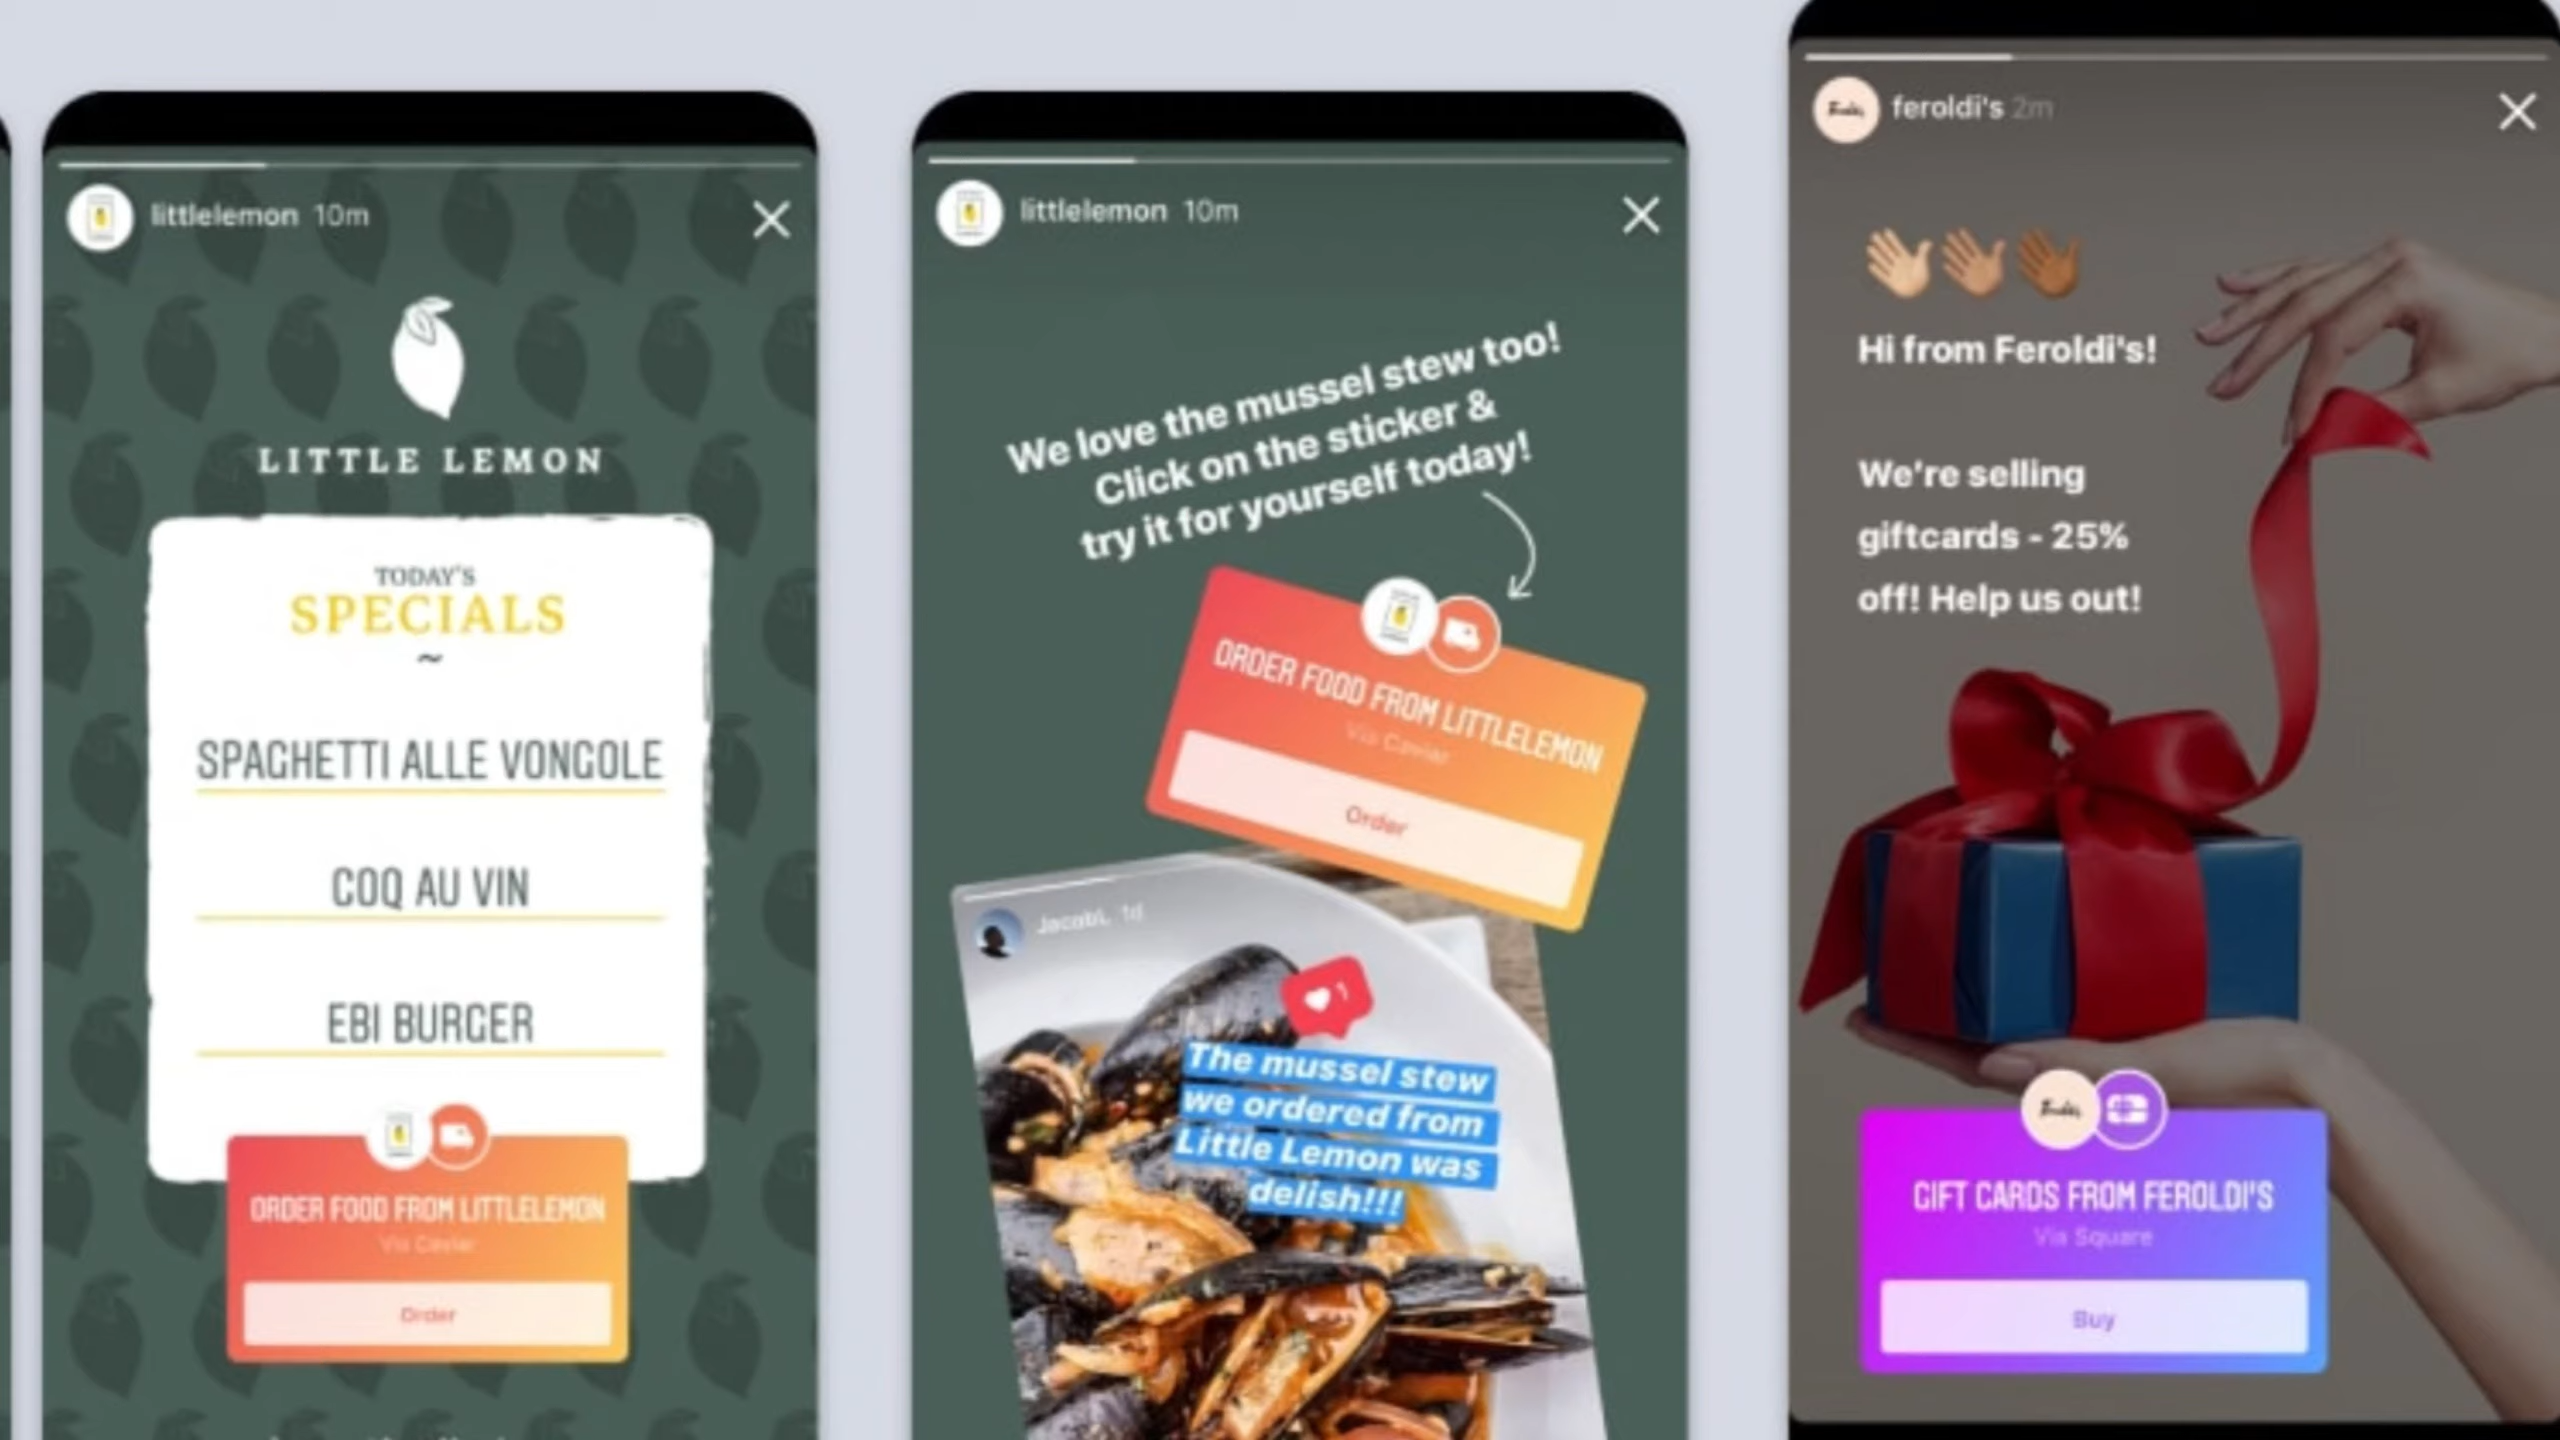 littlelemon 10m
LITTLE LEMON
TODAY'S
SPECIALS
~
SPAGHETTI ALLE VONGOLE
COQ AU VIN
EBI BURGER
ORDER FOOD FROM LITTLELEMON
Via Caviar
Order
littlelemon 10m
We love the mussel stew too!
Click on the sticker &
try it for yourself today!
ORDER FOOD FROM LITTLELEMON
Via Caviar
Order
JacobL. 1d
1
The mussel stew
we ordered from
Little Lemon was
delish!!!
feroldi's 2m
Hi from Feroldi's!
We're selling
giftcards - 25%
off! Help us out!
GIFT CARDS FROM FEROLDI'S
Via Square
Buy